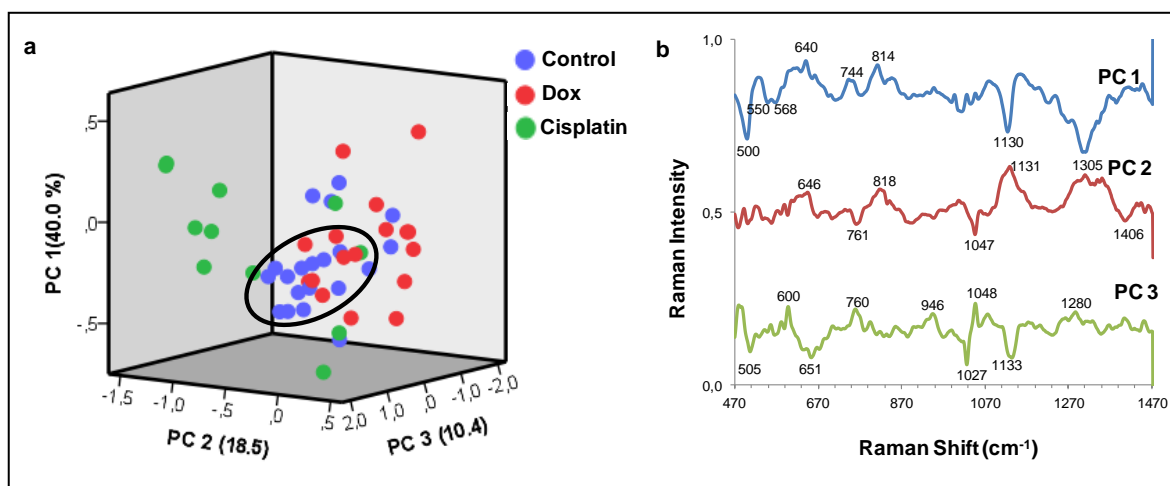 a
Control
Dox
Cisplatin
PC 1(40.0 %)
,5
,0
-,5
-1,5
-1,0
-,5
,0
,5
PC 2 (18.5)
2,0
1,0
,0
-1,0
-2,0
PC 3 (10.4)
b
Raman Intensity
1,0
0,5
0,0
PC 1
500
550
568
640
744
814
1130
1305
PC 2
646
761
818
1047
1131
1406
PC 3
505
600
651
760
946
1027
1048
1133
1280
470 670 870 1070 1270 1470
Raman Shift (cm-1)